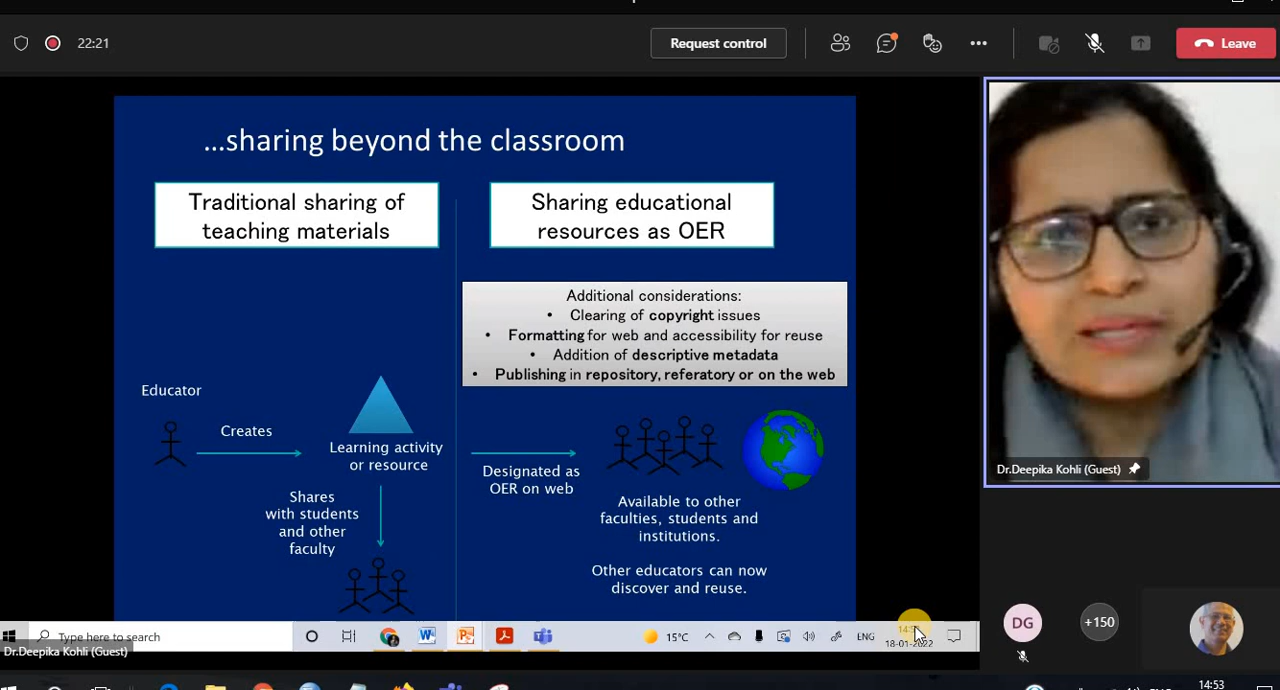 22:21
Request control
Leave
...sharing beyond the classroom
Traditional sharing of
teaching materials
Sharing educational
resources as OER
Additional considerations:
• Clearing of copyright issues
• Formatting for web and accessibility for reuse
• Addition of descriptive metadata
• Publishing in repository, referatory or on the web
Educator
Creates
Learning activity
or resource
Shares
with students
and other
faculty
Designated as
OER on web
Available to other
faculties, students and
institutions.
Other educators can now
discover and reuse.
Dr.Deepika Kohli (Guest)
DG
+150
Type here to search
15°C
ENG
18-01-2022
Dr.Deepika Kohli (Guest)
14:53